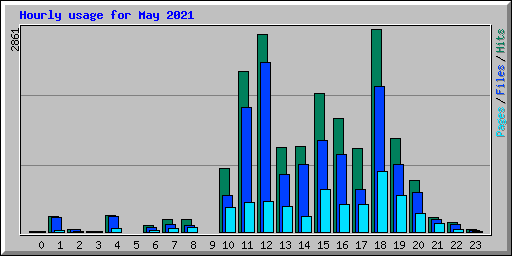 Hourly usage for May 2021
2861
Pages/Files/Hits
0 1 2 3 4 5 6 7 8 9 10 11 12 13 14 15 16 17 18 19 20 21 22 23